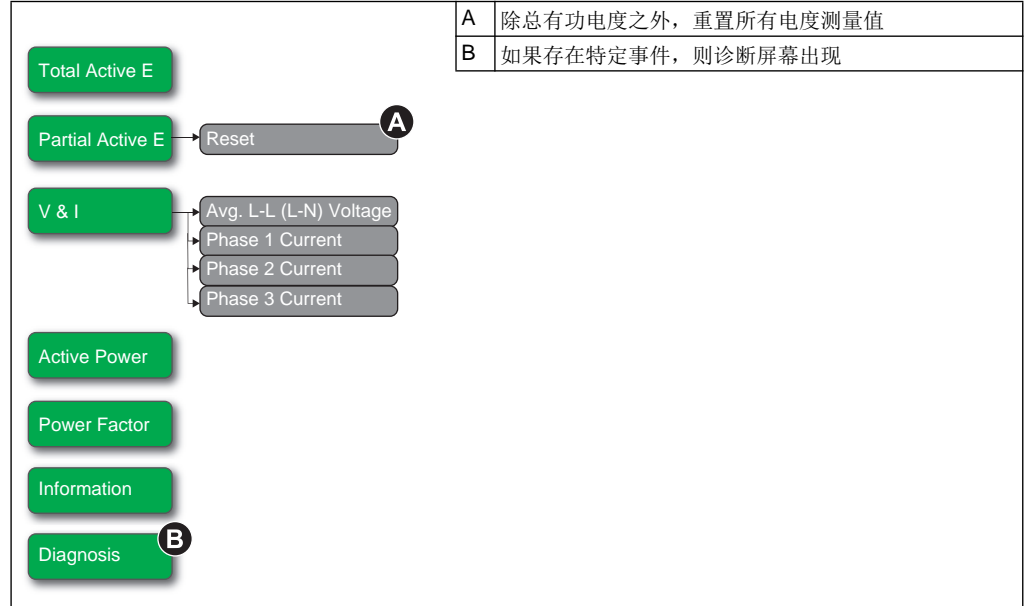 A 除总有功电度之外，重置所有电度测量值
B 如果存在特定事件，则诊断屏幕出现
Total Active E
Partial Active E
Reset
A
V & I
Avg. L-L (L-N) Voltage
Phase 1 Current
Phase 2 Current
Phase 3 Current
Active Power
Power Factor
Information
Diagnosis
B